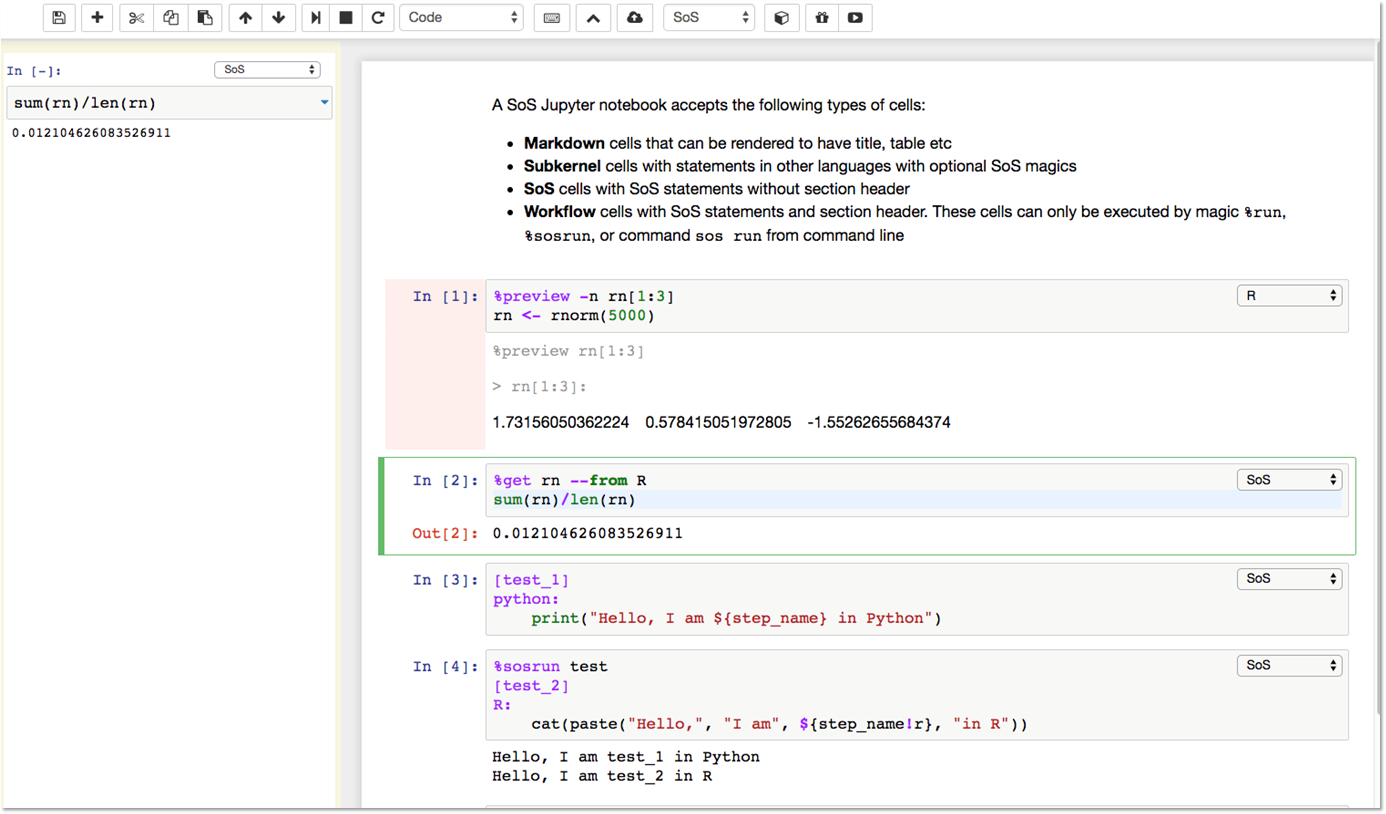 Code
SoS
In [-]:
SoS
sum(rn)/len(rn)
0.012104626083526911
A SoS Jupyter notebook accepts the following types of cells:
• Markdown cells that can be rendered to have title, table etc
• Subkernel cells with statements in other languages with optional SoS magics
• SoS cells with SoS statements without section header
• Workflow cells with SoS statements and section header. These cells can only be executed by magic %run,
%sosrun, or command sos run from command line
In [1]:
%preview -n rn[1:3]
R
rn <- rnorm(5000)
%preview rn[1:3]
> rn[1:3]:
1.73156050362224 0.578415051972805 -1.55262655684374
In [2]:
%get rn --from R
SoS
sum(rn)/len(rn)
Out[2]:
0.012104626083526911
In [3]:
[test_1]
SoS
python:
    print("Hello, I am ${step_name} in Python")
In [4]:
%sosrun test
SoS
[test_2]
R:
    cat(paste("Hello,", "I am", ${step_name!r}, "in R"))
Hello, I am test_1 in Python
Hello, I am test_2 in R